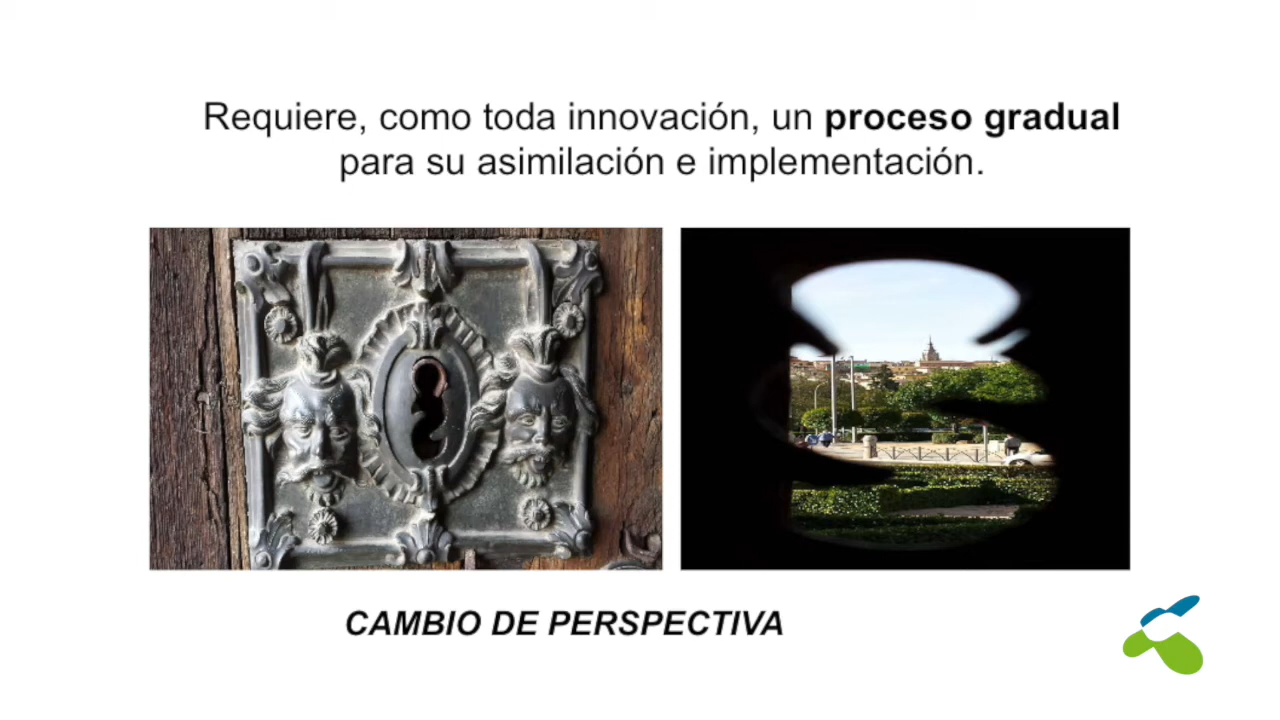 Requiere, como toda innovación, un proceso gradual
para su asimilación e implementación.
CAMBIO DE PERSPECTIVA